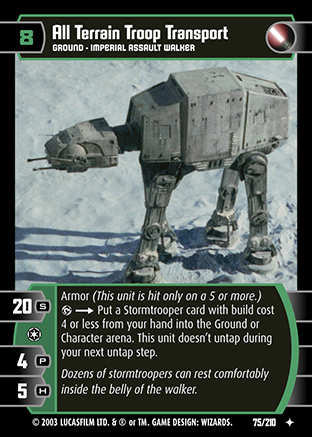 8 All Terrain Troop Transport
GROUND - IMPERIAL ASSAULT WALKER
20 S
4 P
5 H
Armor (This unit is hit only on a 5 or more.)
Put a Stormtrooper card with build cost
4 or less from your hand into the Ground or
Character arena. This unit doesn't untap during
your next untap step.
Dozens of stormtroopers can rest comfortably
inside the belly of the walker.
© 2003 LUCASFILM LTD. & ® or TM. GAME DESIGN: WIZARDS. 75/210